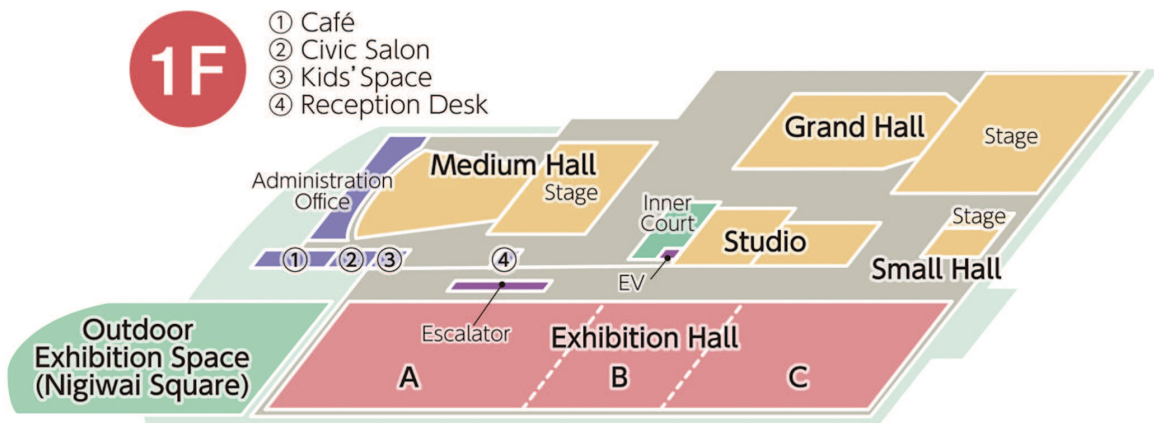 1F
① Café
② Civic Salon
③ Kids' Space
④ Reception Desk
Grand Hall
Stage
Medium Hall
Stage
Administration
Office
Inner
Court
Stage
Studio
Small Hall
①
②
③
④
EV
Escalator
Outdoor
Exhibition Space
(Nigiwai Square)
Exhibition Hall
A
B
C